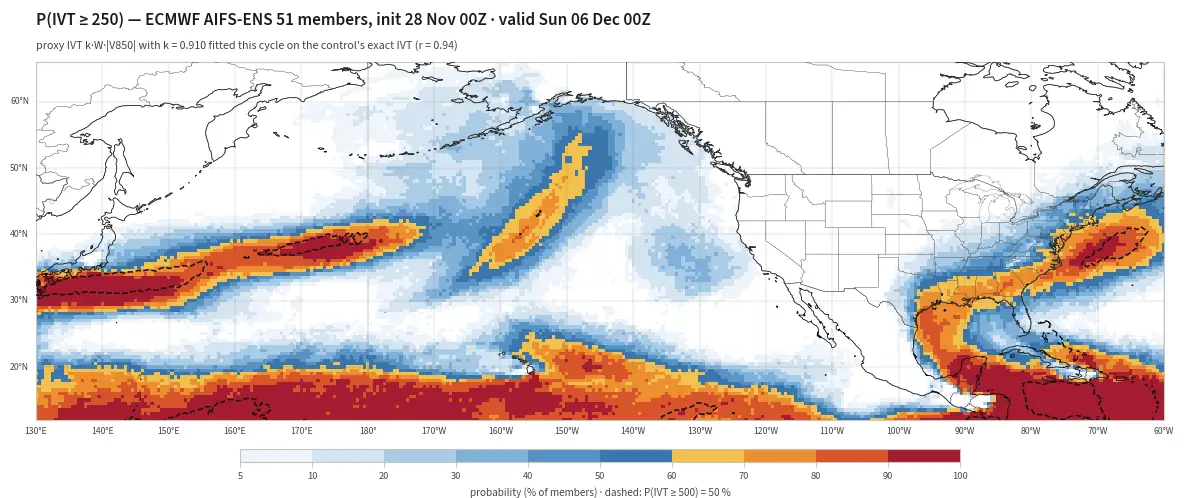 P(IVT ≥ 250) — ECMWF AIFS-ENS 51 members, init 28 Nov 00Z · valid Sun 06 Dec 00Z
proxy IVT k·W·|V850| with k = 0.910 fitted this cycle on the control's exact IVT (r = 0.94)
60°N
50°N
40°N
30°N
20°N
130°E 140°E 150°E 160°E 170°E 180° 170°W 160°W 150°W 140°W 130°W 120°W 110°W 100°W 90°W 80°W 70°W 60°W
5 10 20 30 40 50 60 70 80 90 100
probability (% of members) · dashed: P(IVT ≥ 500) = 50 %